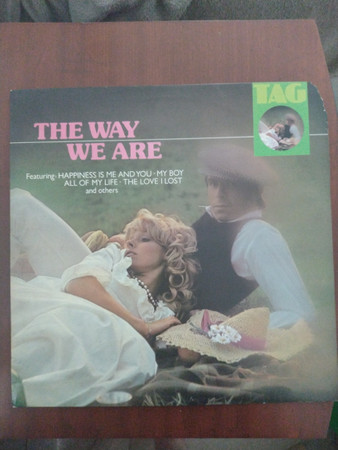 TAG
THE WAY
WE ARE
Featuring: HAPPINESS IS ME AND YOU · MY BOY
ALL OF MY LIFE · THE LOVE I LOST
and others